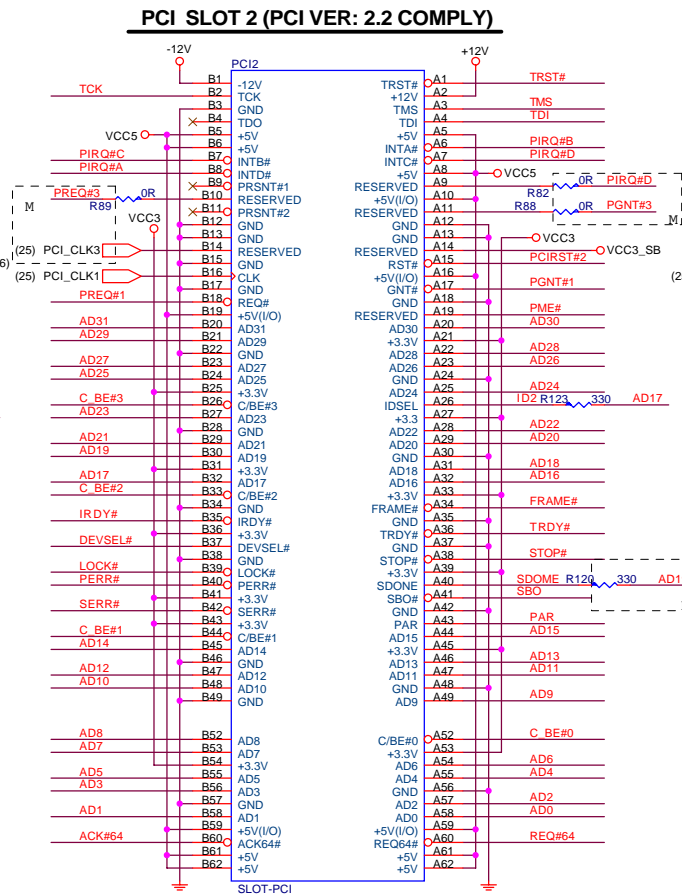 PCI SLOT 2 (PCI VER: 2.2 COMPLY)
-12V +12V
PCI2
B1 -12V TRST# A1 TRST#
TCK B2 TCK +12V A2
B3 GND TMS A3 TMS
B4 TDO TDI A4 TDI
VCC5 B5 +5V +5V A5
B6 +5V INTA# A6 PIRQ#B
PIRQ#C B7 INTB# INTC# A7 PIRQ#D
PIRQ#A B8 INTD# +5V A8 VCC5
B9 PRSNT#1 RESERVED A9 R82 0R PIRQ#D
M PREQ#3 R89 0R B10 RESERVED +5V(I/O) A10
B11 PRSNT#2 RESERVED A11 R88 0R PGNT#3 M
VCC3 B12 GND GND A12
B13 GND GND A13 VCC3
6) (25) PCI_CLK3 B14 RESERVED RESERVED A14 VCC3_SB
B15 GND RST# A15 PCIRST#2
(25) PCI_CLK1 B16 CLK +5V(I/O) A16 (2
B17 GND GNT# A17 PGNT#1
PREQ#1 B18 REQ# GND A18
B19 +5V(I/O) RESERVED A19 PME#
AD31 B20 AD31 AD30 A20 AD30
AD29 B21 AD29 +3.3V A21
B22 GND AD28 A22 AD28
AD27 B23 AD27 AD26 A23 AD26
AD25 B24 AD25 GND A24
B25 +3.3V AD24 A25 AD24
C_BE#3 B26 C/BE#3 IDSEL A26 ID2 R123 330 AD17
AD23 B27 AD23 +3.3 A27
B28 GND AD22 A28 AD22
AD21 B29 AD21 AD20 A29 AD20
AD19 B30 AD19 GND A30
B31 +3.3V AD18 A31 AD18
AD17 B32 AD17 AD16 A32 AD16
C_BE#2 B33 C/BE#2 +3.3V A33
B34 GND FRAME# A34 FRAME#
IRDY# B35 IRDY# GND A35
B36 +3.3V TRDY# A36 TRDY#
DEVSEL# B37 DEVSEL# GND A37
B38 GND STOP# A38 STOP#
LOCK# B39 LOCK# +3.3V A39
PERR# B40 PERR# SDONE A40 SDOME R120 330 AD1
B41 +3.3V SBO# A41 SBO
SERR# B42 SERR# GND A42
B43 +3.3V PAR A43 PAR
C_BE#1 B44 C/BE#1 AD15 A44 AD15
AD14 B45 AD14 +3.3V A45
B46 GND AD13 A46 AD13
AD12 B47 AD12 AD11 A47 AD11
AD10 B48 AD10 GND A48
B49 GND AD9 A49 AD9
AD8 B52 AD8 C/BE#0 A52 C_BE#0
AD7 B53 AD7 +3.3V A53
B54 +3.3V AD6 A54 AD6
AD5 B55 AD5 AD4 A55 AD4
AD3 B56 AD3 GND A56
B57 GND AD2 A57 AD2
AD1 B58 AD1 AD0 A58 AD0
B59 +5V(I/O) +5V(I/O) A59
ACK#64 B60 ACK64# REQ64# A60 REQ#64
B61 +5V +5V A61
B62 +5V +5V A62
SLOT-PCI